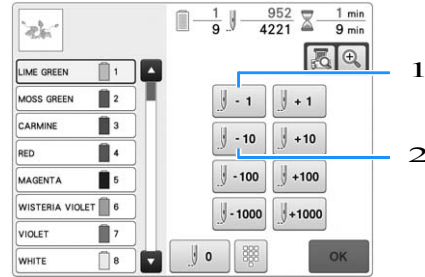 1 952 1 min
9 4221 9 min
LIME GREEN 1
MOSS GREEN 2
CARMINE 3
RED 4
MAGENTA 5
WISTERIA VIOLET 6
VIOLET 7
WHITE 8
- 1 + 1
- 10 + 10
- 100 + 100
- 1000 + 1000
0 OK
1
2